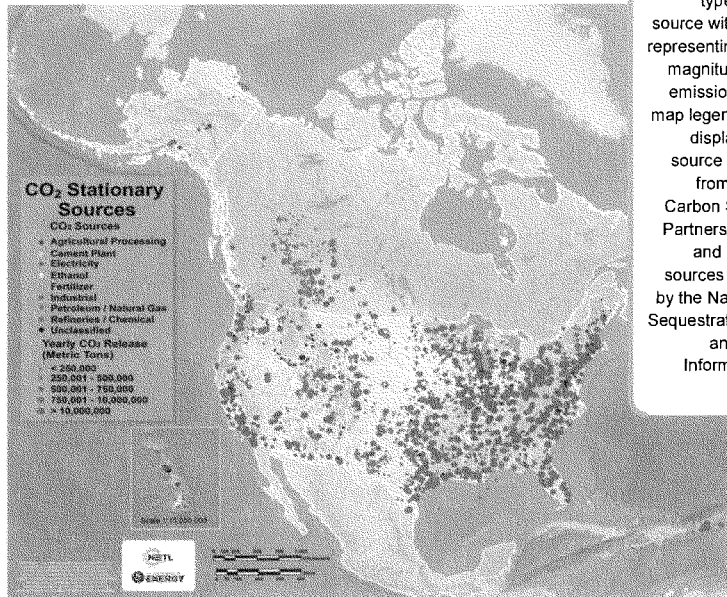 CO₂ Stationary
Sources
CO₂ Sources
Agricultural Processing
Cement Plant
Electricity
Ethanol
Fertilizer
Industrial
Petroleum / Natural Gas
Refineries / Chemical
Unclassified
Yearly CO₂ Release
(Metric Tons)
< 250,000
250,001 - 500,000
500,001 - 750,000
750,001 - 10,000,000
> 10,000,000
NETL
ENERGY
type
source wit
representin
magnitu
emissio
map leger
displa
source
from
Carbon S
Partners
and
sources
by the Na
Sequestrat
an
Inform